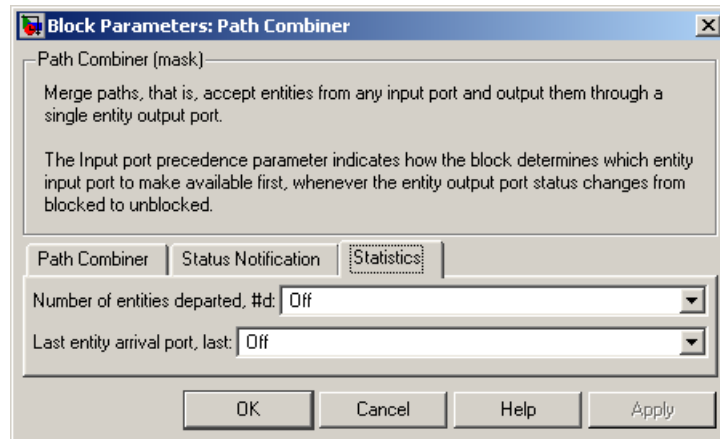 Block Parameters: Path Combiner
Path Combiner (mask)
Merge paths, that is, accept entities from any input port and output them through a
single entity output port.
The Input port precedence parameter indicates how the block determines which entity
input port to make available first, whenever the entity output port status changes from
blocked to unblocked.
Path Combiner Status Notification Statistics
Number of entities departed, #d: Off
Last entity arrival port, last: Off
OK Cancel Help Apply